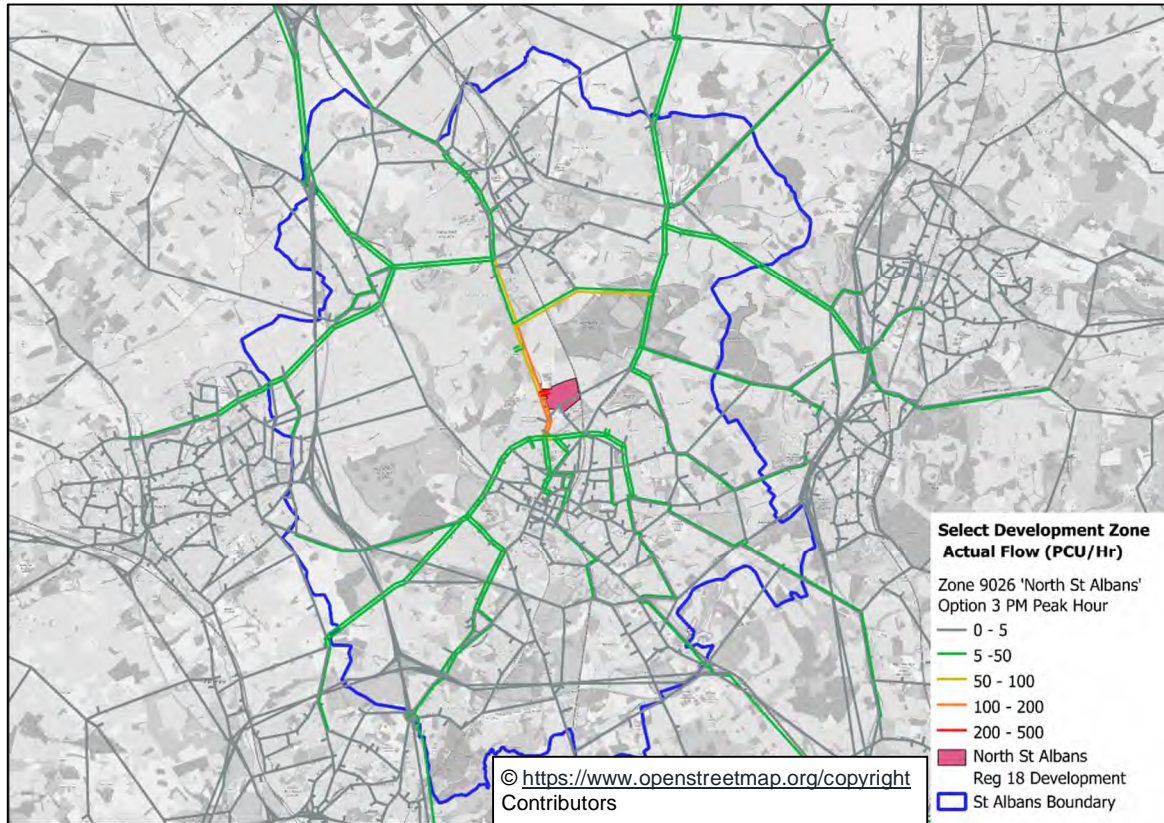 Select Development Zone
Actual Flow (PCU/Hr)
Zone 9026 'North St Albans'
Option 3 PM Peak Hour
0 - 5
5 -50
50 - 100
100 - 200
200 - 500
North St Albans
Reg 18 Development
St Albans Boundary
© https://www.openstreetmap.org/copyright
Contributors